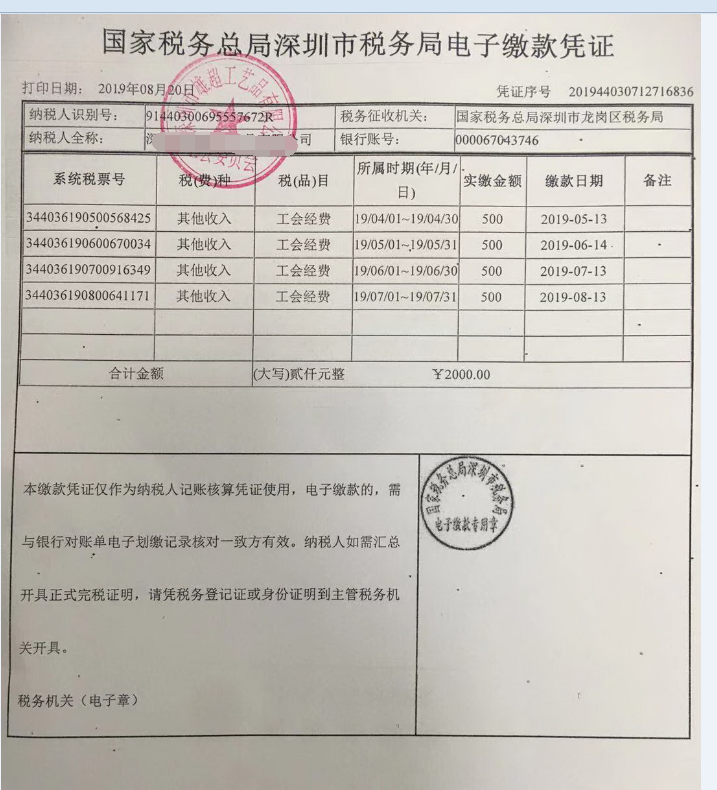 国家税务总局深圳市税务局电子缴款凭证
打印日期： 2019年08月20日 凭证序号 201944030712716836
纳税人识别号： 91440300695557672R 税务征收机关： 国家税务总局深圳市龙岗区税务局
纳税人全称： 公司 银行账号： 000067043746
系统税票号 税(费)种 税(品)目 所属时期(年/月/日) 实缴金额 缴款日期 备注
344036190500568425 其他收入 工会经费 19/04/01~19/04/30 500 2019-05-13
344036190600670034 其他收入 工会经费 19/05/01~19/05/31 500 2019-06-14
344036190700916349 其他收入 工会经费 19/06/01~19/06/30 500 2019-07-13
344036190800641171 其他收入 工会经费 19/07/01~19/07/31 500 2019-08-13
合计金额 (大写)贰仟元整 ￥2000.00
本缴款凭证仅作为纳税人记账核算凭证使用，电子缴款的，需
与银行对账单电子划缴记录核对一致方有效。纳税人如需汇总
开具正式完税证明，请凭税务登记证或身份证明到主管税务机
关开具。
税务机关（电子章）
国家税务总局深圳市税务局
电子缴款专用章